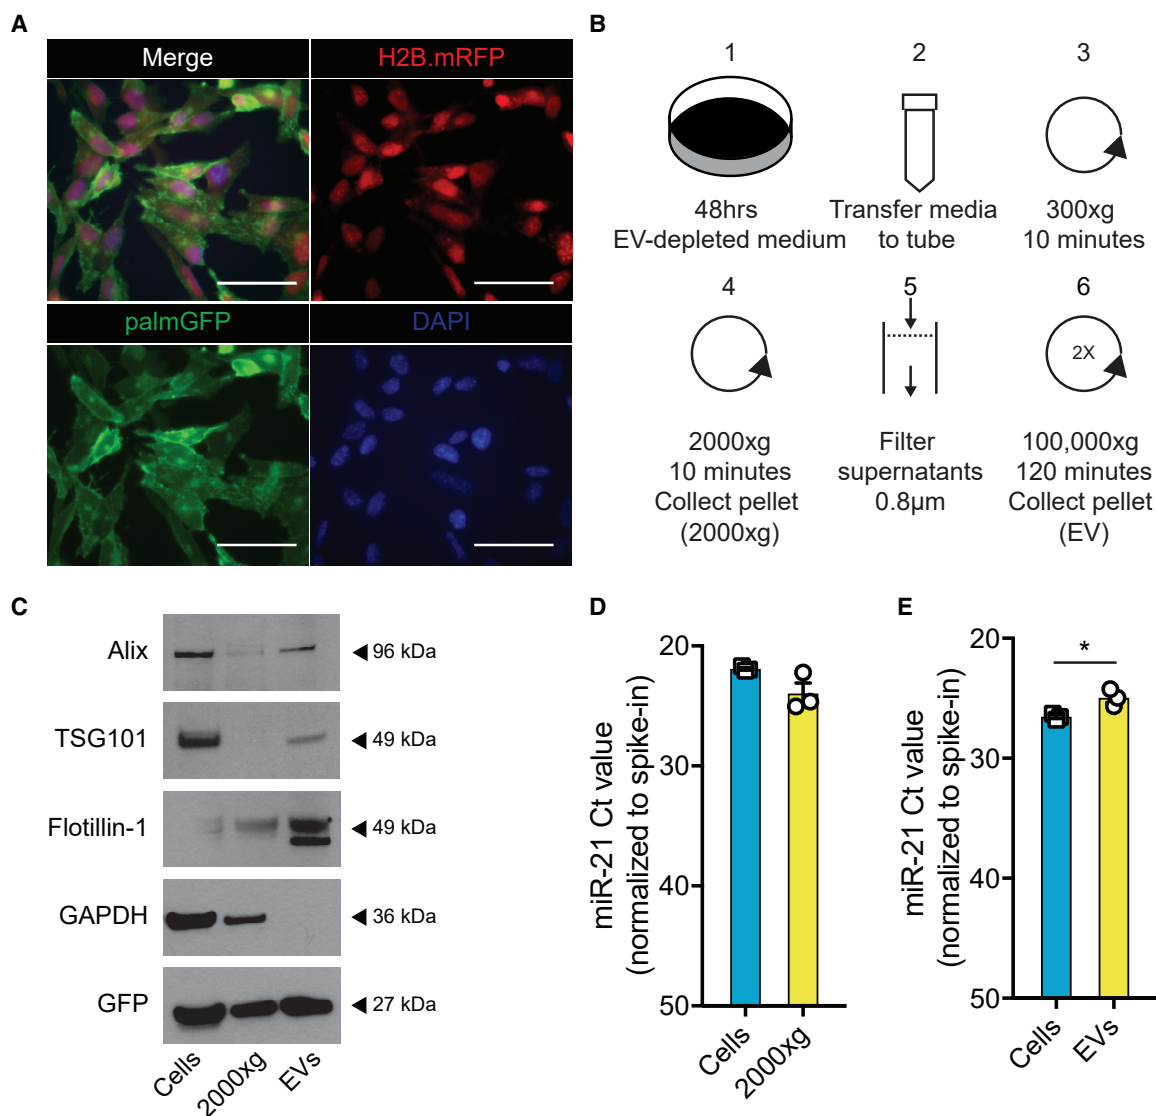 A
Merge
H2B.mRFP
palmGFP
DAPI
B
1
2
3
48hrs
EV-depleted medium
Transfer media
to tube
300xg
10 minutes
4
5
6
2X
2000xg
10 minutes
Collect pellet
(2000xg)
Filter
supernatants
0.8µm
100,000xg
120 minutes
Collect pellet
(EV)
C
Alix
96 kDa
TSG101
49 kDa
Flotillin-1
49 kDa
GAPDH
36 kDa
GFP
27 kDa
Cells
2000xg
EVs
D
miR-21 Ct value
(normalized to spike-in)
20
30
40
50
Cells
2000xg
E
miR-21 Ct value
(normalized to spike-in)
20
30
40
50
*
Cells
EVs